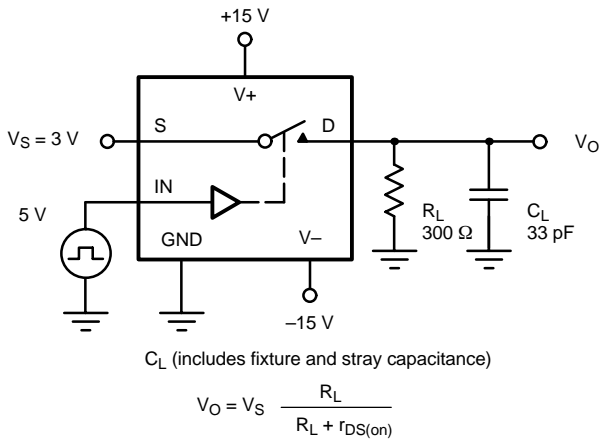 +15 V
V+
S
D
V_S = 3 V
V_O
IN
5 V
R_L
300 Ω
C_L
33 pF
GND
V–
–15 V
C_L (includes fixture and stray capacitance)
V_O = V_S R_L / R_L + r_DS(on)